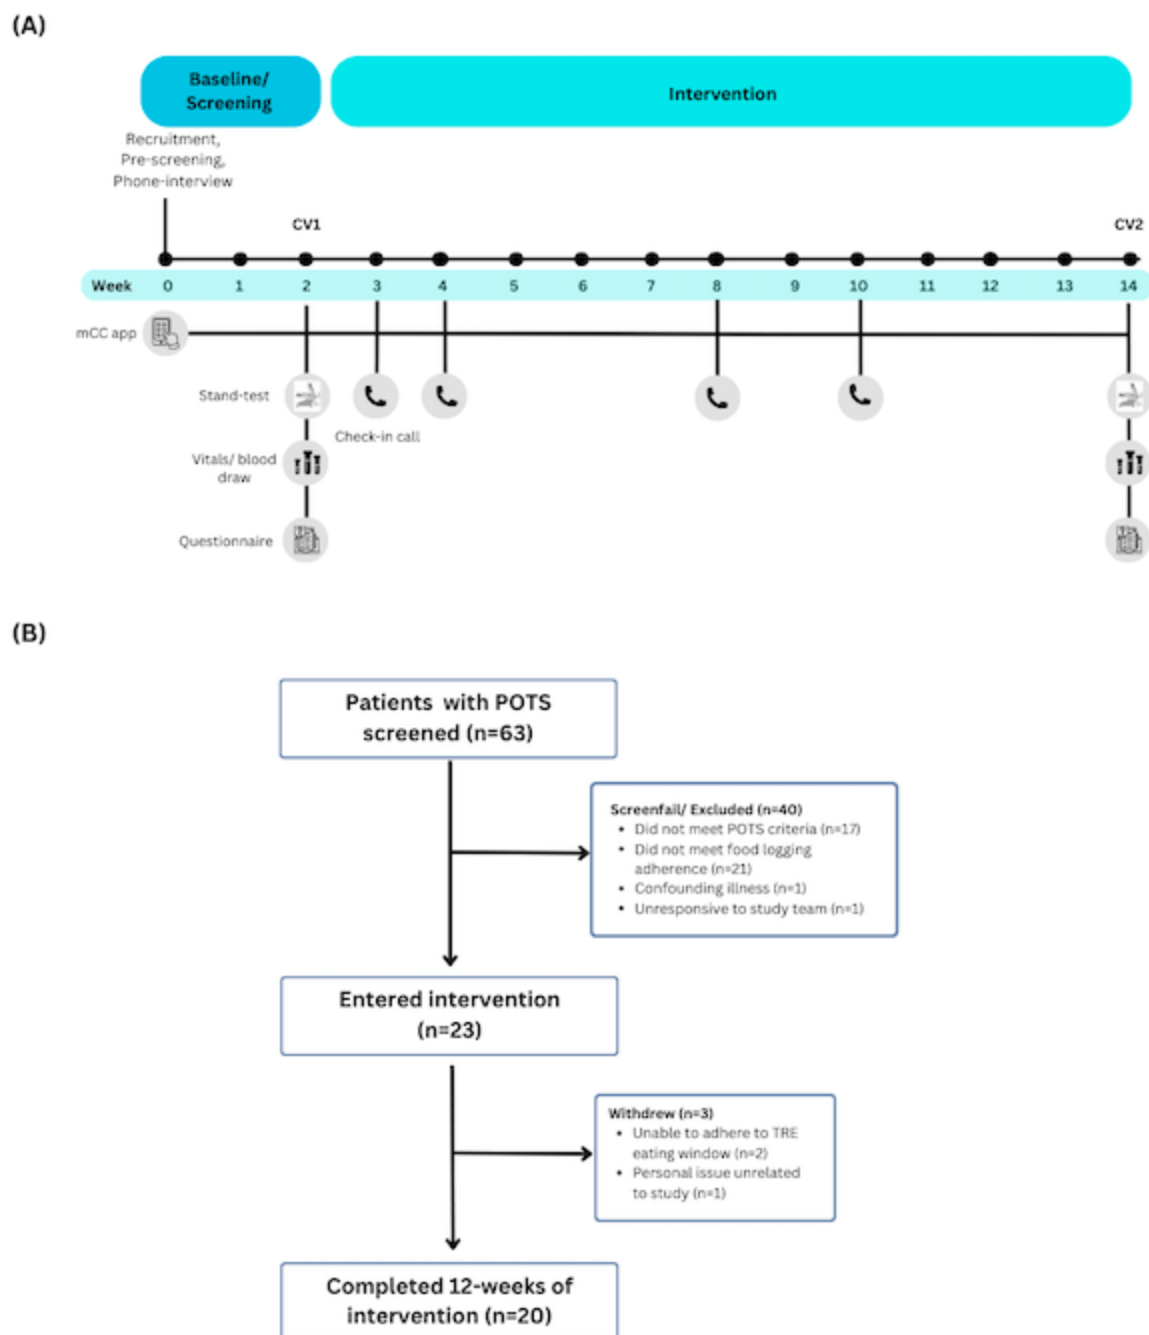 (A)
Baseline/
Screening
Intervention
Recruitment,
Pre-screening,
Phone-interview
CV1
CV2
Week 0 1 2 3 4 5 6 7 8 9 10 11 12 13 14
mCC app
Stand-test
Check-in call
Vitals/ blood
draw
Questionnaire
(B)
Patients with POTS
screened (n=63)
Screenfail/ Excluded (n=40)
• Did not meet POTS criteria (n=17)
• Did not meet food logging
adherence (n=21)
• Confounding illness (n=1)
• Unresponsive to study team (n=1)
Entered intervention
(n=23)
Withdrew (n=3)
• Unable to adhere to TRE
eating window (n=2)
• Personal issue unrelated
to study (n=1)
Completed 12-weeks of
intervention (n=20)